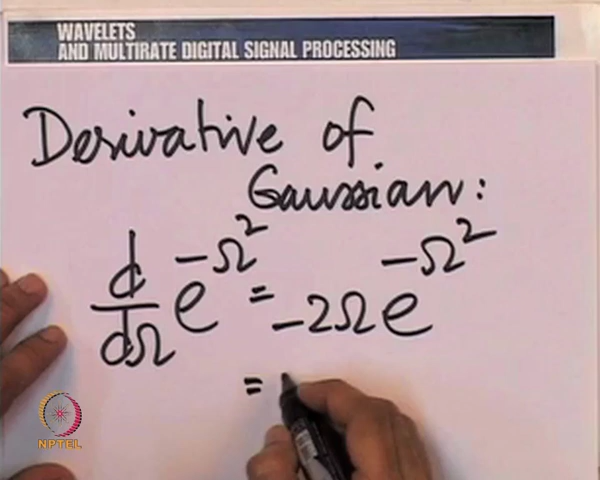 WAVELETS
AND MULTIRATE DIGITAL SIGNAL PROCESSING
Derivative of
Gaussian:
d/dΩ e^{-Ω²} = -2Ω e^{-Ω²}
=
NPTEL